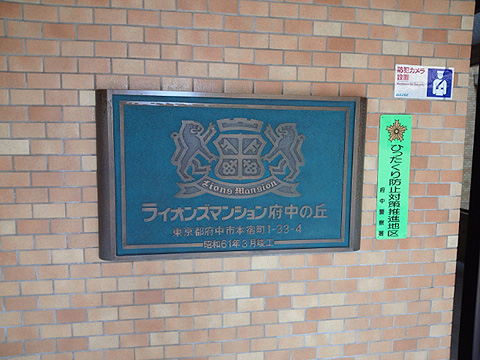 Lions Mansion
ライオンズマンション府中の丘
東京都府中市本宿町1-33-4
昭和61年3月竣工
防犯カメラ
設置
ひったくり防止対策推進地区
府中警察署